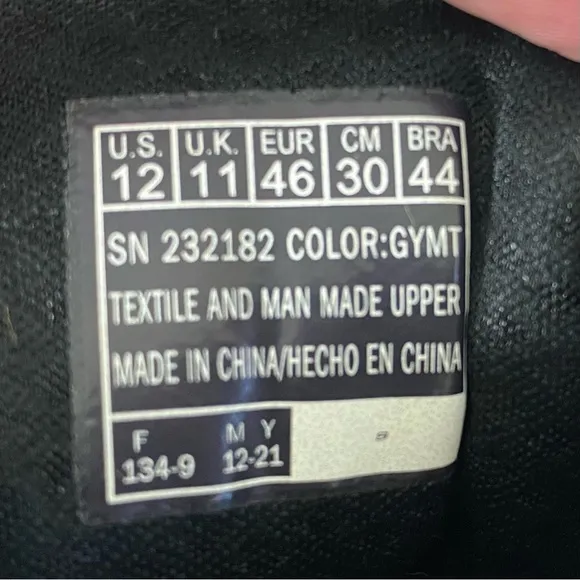 U.S. U.K. EUR CM BRA
12 11 46 30 44
SN 232182 COLOR:GYMT
TEXTILE AND MAN MADE UPPER
MADE IN CHINA/HECHO EN CHINA
F M Y
134-9 12-21